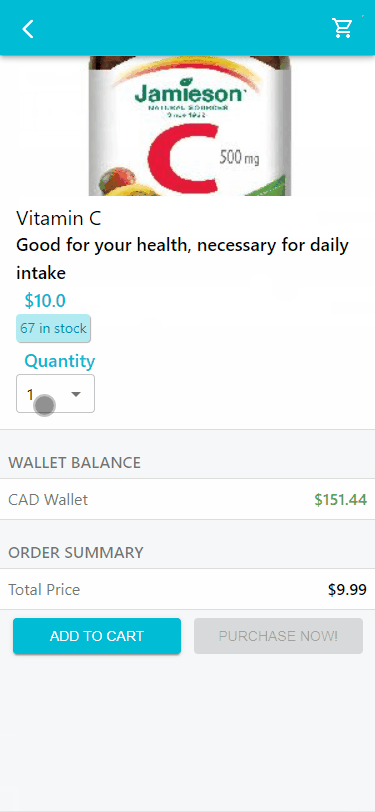 Jamieson
NATURAL SOURCES
Since 1922
C
500 mg
Vitamin C
Good for your health, necessary for daily
intake
$10.0
67 in stock
Quantity
1
WALLET BALANCE
CAD Wallet
$151.44
ORDER SUMMARY
Total Price
$9.99
ADD TO CART
PURCHASE NOW!